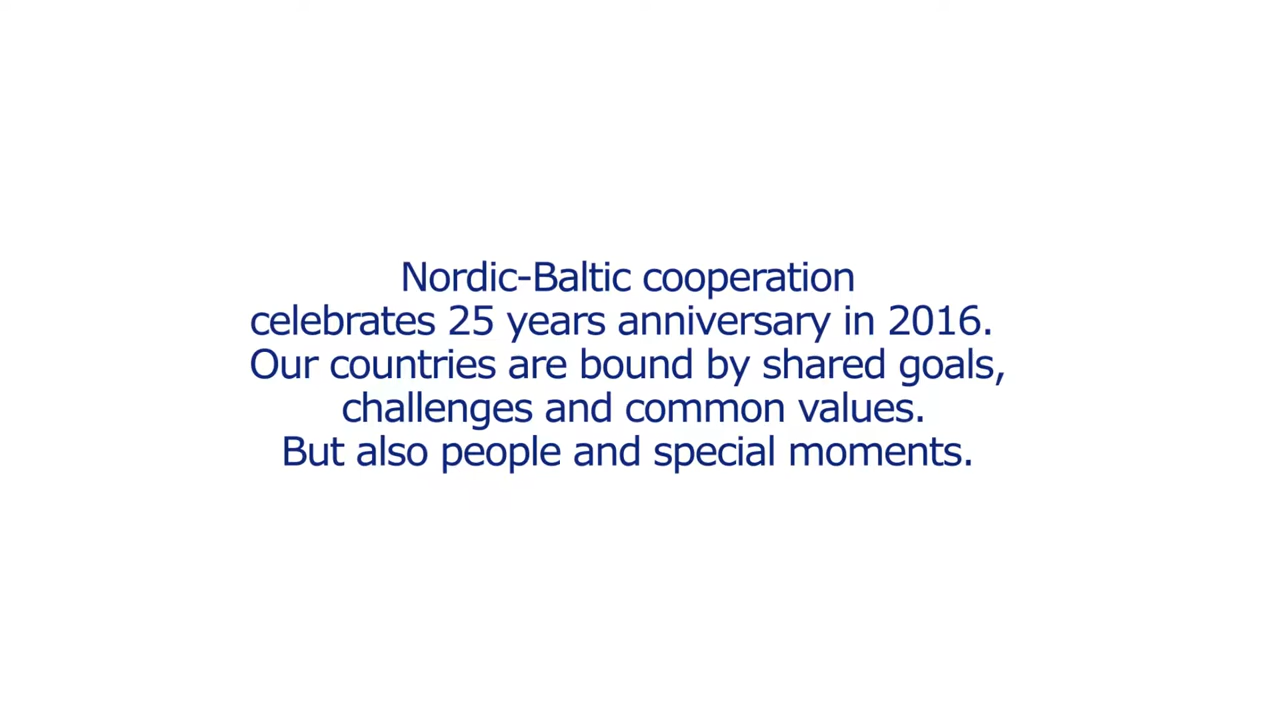 Nordic-Baltic cooperation
celebrates 25 years anniversary in 2016.
Our countries are bound by shared goals,
challenges and common values.
But also people and special moments.